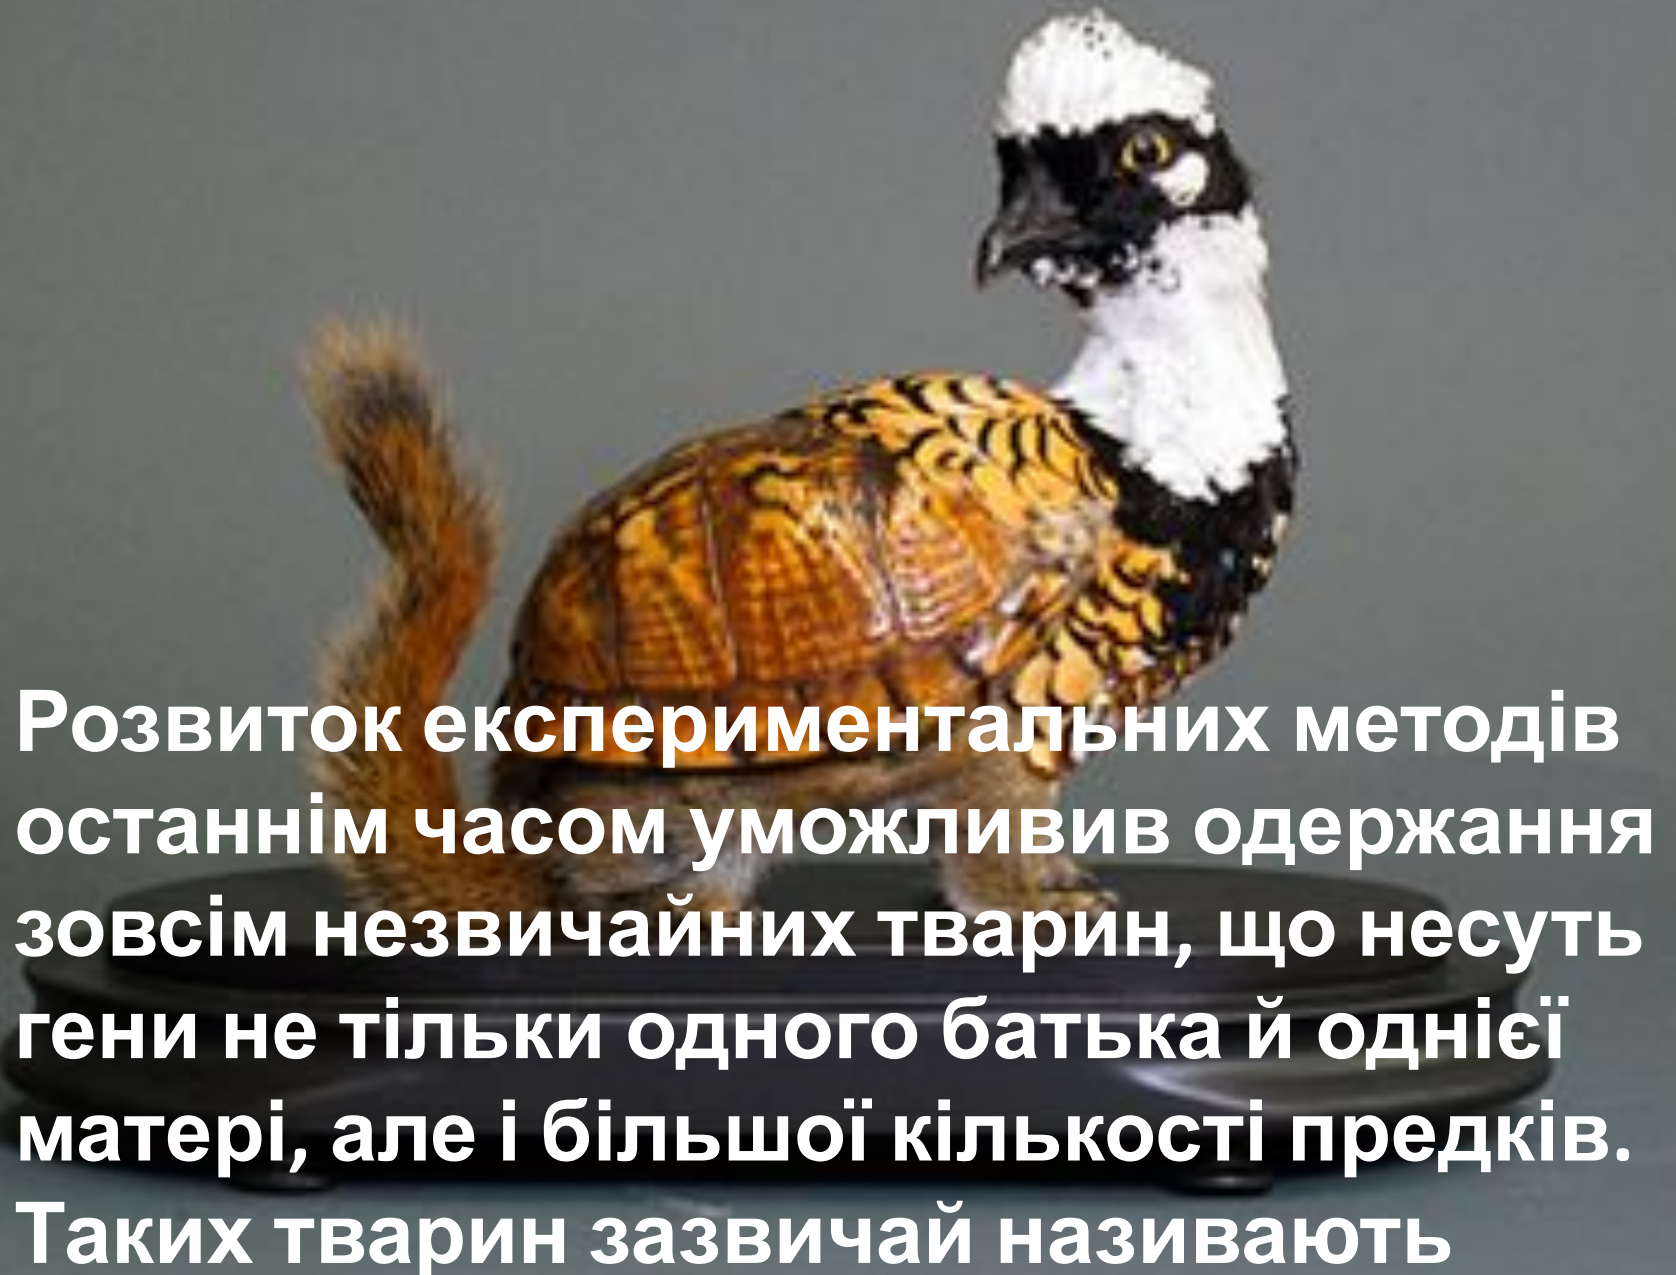 Розвиток експериментальних методів
останнім часом уможливив одержання
зовсім незвичайних тварин, що несуть
гени не тільки одного батька й однієї
матері, але і більшої кількості предків.
Таких тварин зазвичай називають